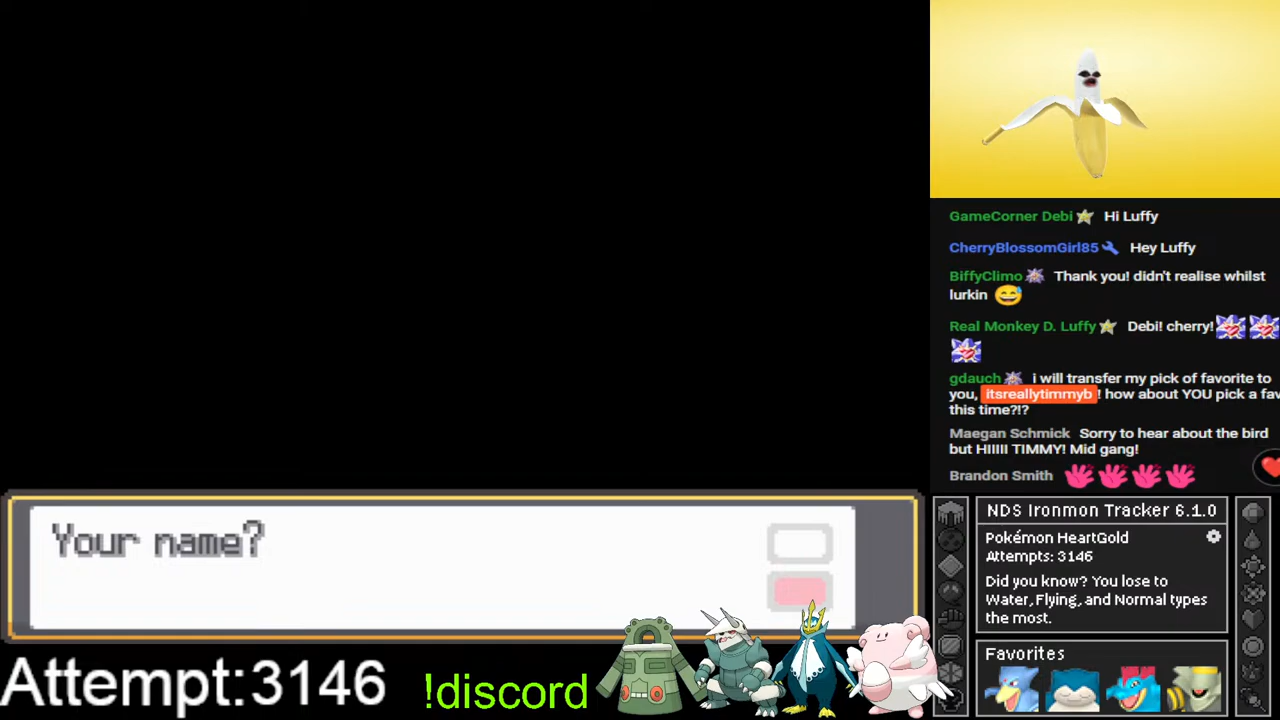 GameCorner Debi Hi Luffy
CherryBlossomGirl85 Hey Luffy
BiffyClimo Thank you! didn't realise whilst
lurkin
Real Monkey D. Luffy Debi! cherry!
gdauch i will transfer my pick of favorite to
you, itsreallytimmyb ! how about YOU pick a fav
this time?!?
Maegan Schmick Sorry to hear about the bird
but HIIIII TIMMY! Mid gang!
Brandon Smith
Your name?
NDS Ironmon Tracker 6.1.0
Pokémon HeartGold
Attempts: 3146
Did you know? You lose to
Water, Flying, and Normal types
the most.
Favorites
Attempt:3146
!discord